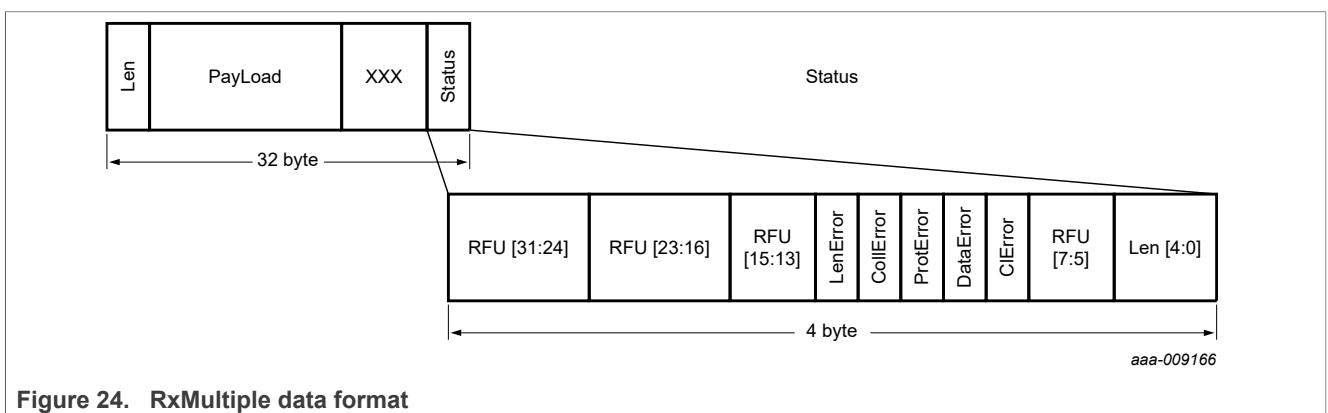 Len
PayLoad
XXX
Status
Status
32 byte
RFU [31:24]
RFU [23:16]
RFU
[15:13]
LenError
CollError
ProtError
DataError
ClError
RFU
[7:5]
Len [4:0]
4 byte
aaa-009166
Figure 24. RxMultiple data format